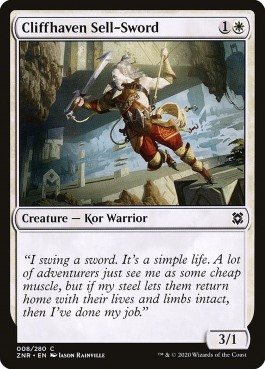 Cliffhaven Sell-Sword 1
Creature — Kor Warrior
"I swing a sword. It's a simple life. A lot
of adventurers just see me as some cheap
muscle, but if my steel lets them return
home with their lives and limbs intact,
then I've done my job."
3/1
008/280 C
ZNR • EN Jason Rainville
™ & © 2020 Wizards of the Coast